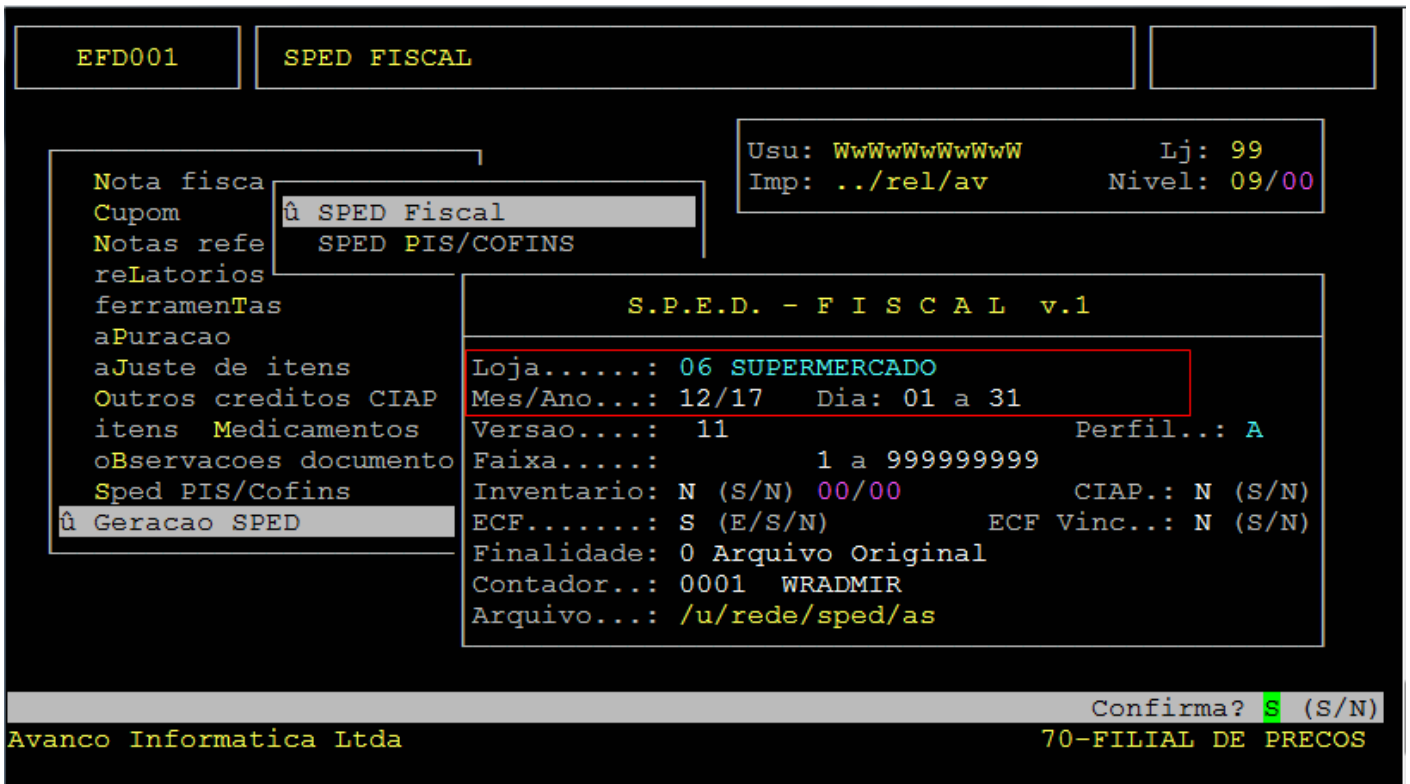 EFD001 SPED FISCAL
Usu: WwWwWwWwWwW Lj: 99
Imp: ../rel/av Nivel: 09/00
Nota fisca
Cupom
Notas refe
reLatorios
ferramenTas
aPuracao
aJuste de itens
Outros creditos CIAP
itens Medicamentos
oBservacoes documento
Sped PIS/Cofins
û Geracao SPED
û SPED Fiscal
SPED PIS/COFINS
S.P.E.D. - F I S C A L v.1
Loja......: 06 SUPERMERCADO
Mes/Ano...: 12/17 Dia: 01 a 31
Versao....: 11 Perfil..: A
Faixa.....: 1 a 999999999
Inventario: N (S/N) 00/00 CIAP.: N (S/N)
ECF.......: S (E/S/N) ECF Vinc..: N (S/N)
Finalidade: 0 Arquivo Original
Contador..: 0001 WRADMIR
Arquivo...: /u/rede/sped/as
Confirma? S (S/N)
Avanco Informatica Ltda 70-FILIAL DE PRECOS